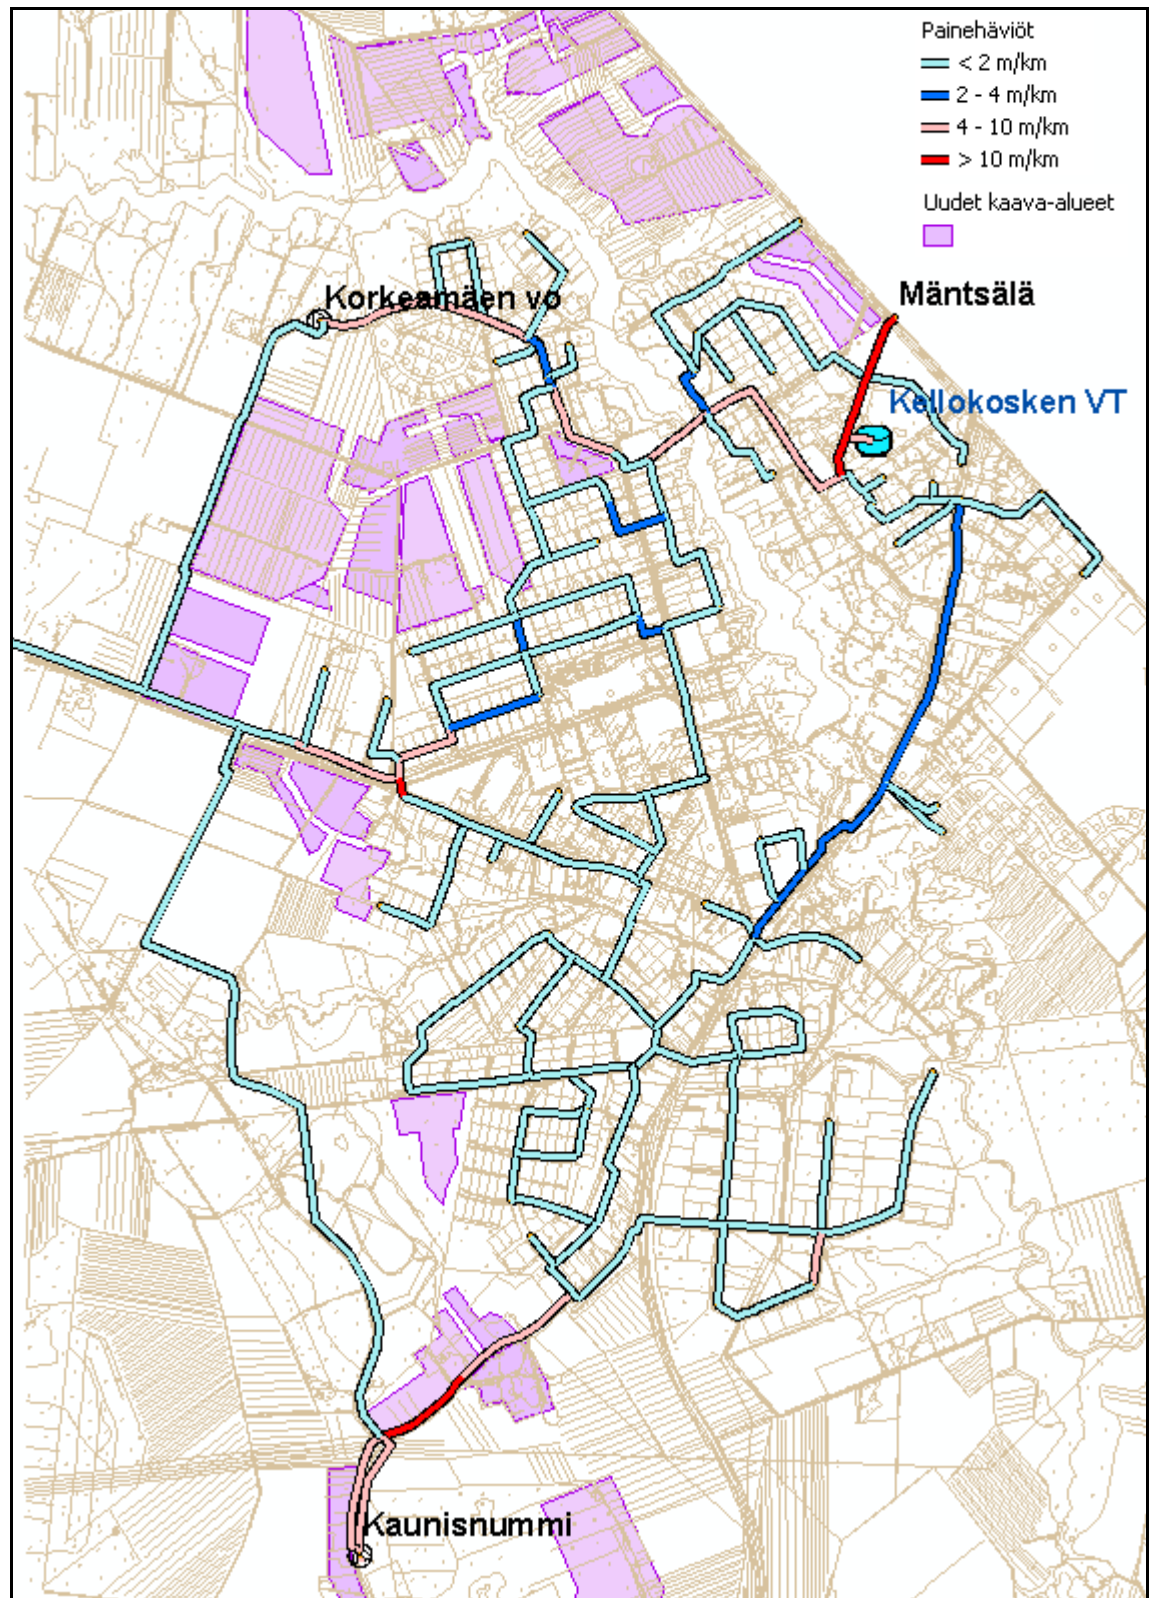 Painehäviöt
< 2 m/km
2 - 4 m/km
4 - 10 m/km
> 10 m/km
Uudet kaava-alueet
Korkeamäen vo
Mäntsälä
Kellokosken VT
Kaunisnummi